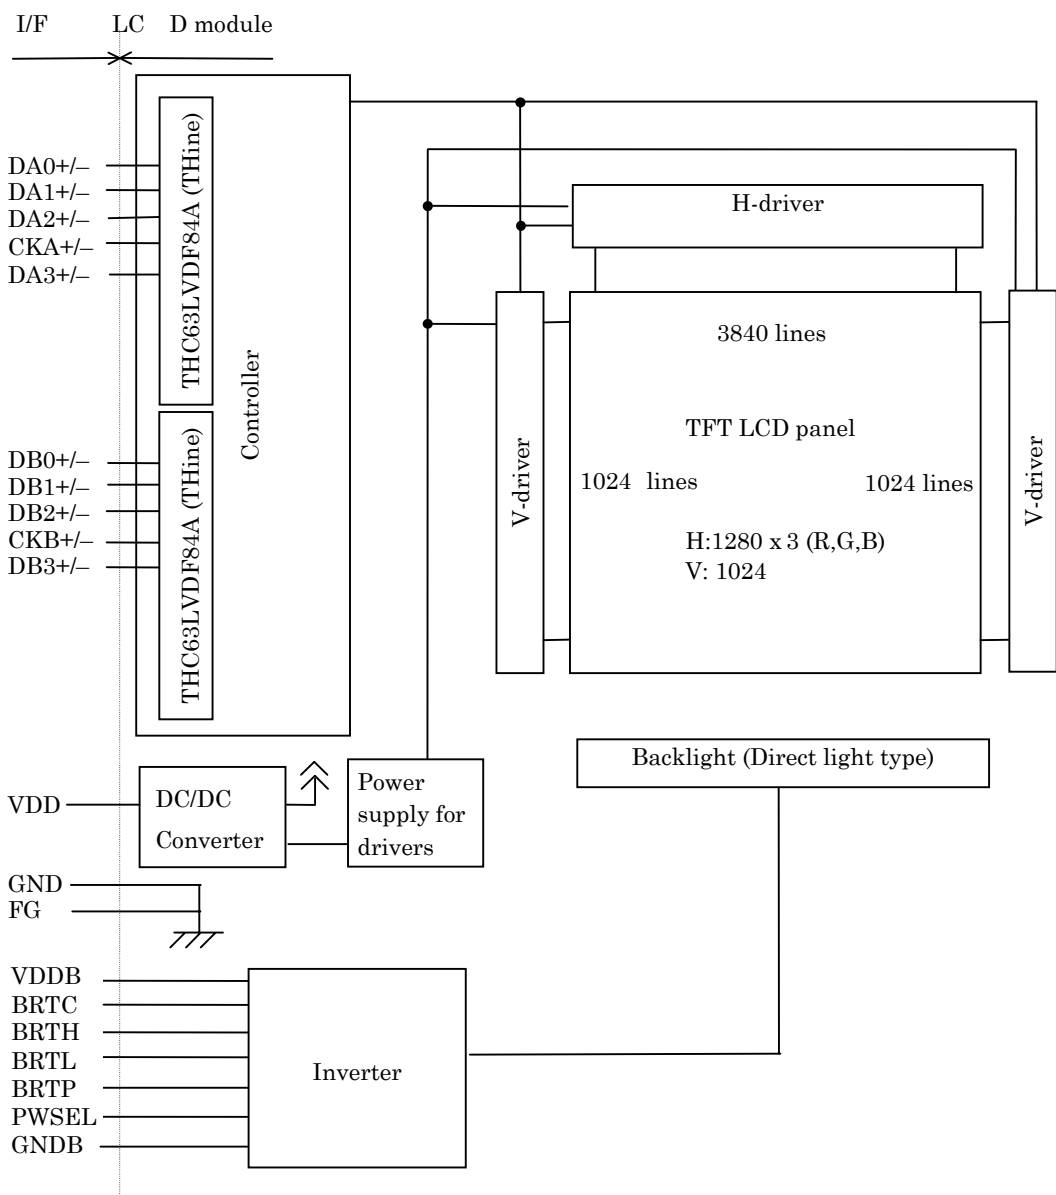 I/F LC D module
DA0+/–
DA1+/–
DA2+/–
CKA+/–
DA3+/–
THC63LVDF84A (THine)
DB0+/–
DB1+/–
DB2+/–
CKB+/–
DB3+/–
THC63LVDF84A (THine)
Controller
H-driver
V-driver
3840 lines
TFT LCD panel
1024 lines
1024 lines
H:1280 x 3 (R,G,B)
V: 1024
V-driver
Backlight (Direct light type)
VDD
DC/DC
Converter
Power
supply for
drivers
GND
FG
VDDB
BRTC
BRTH
BRTL
BRTP
PWSEL
GNDB
Inverter